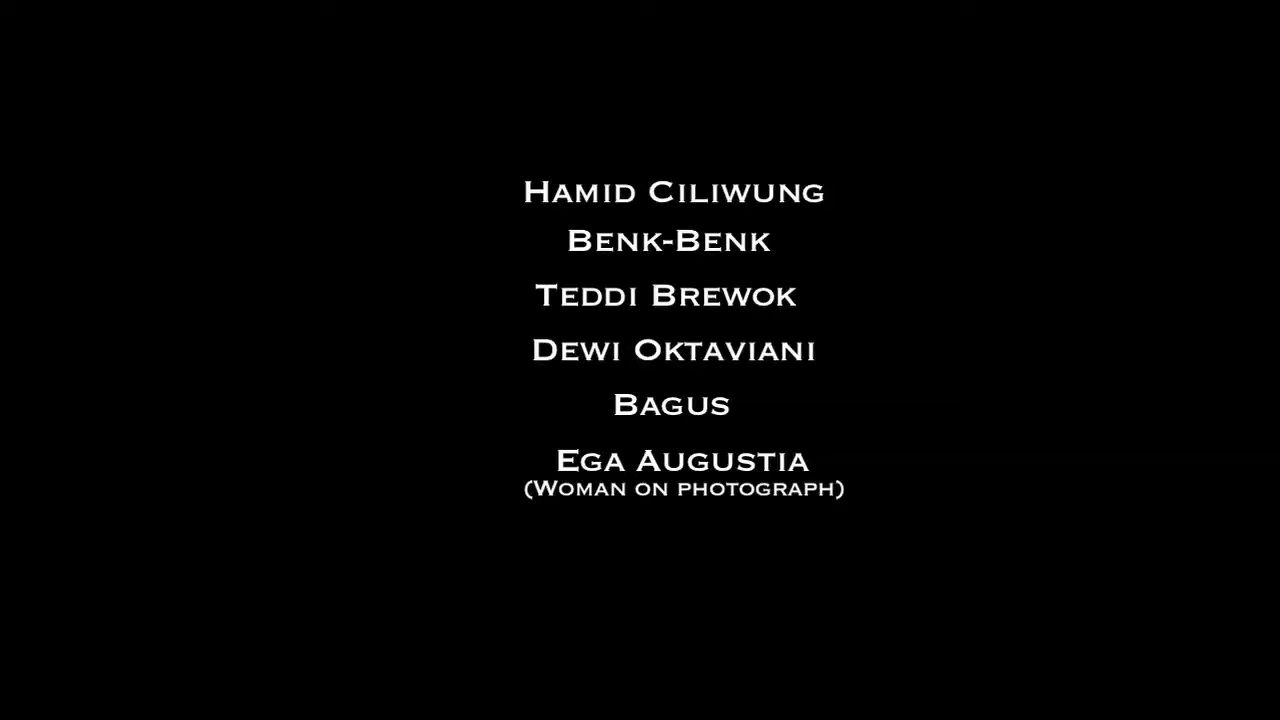 Hamid Ciliwung
Benk-Benk
Teddi Brewok
Dewi Oktaviani
Bagus
Ega Augustia
(Woman on photograph)